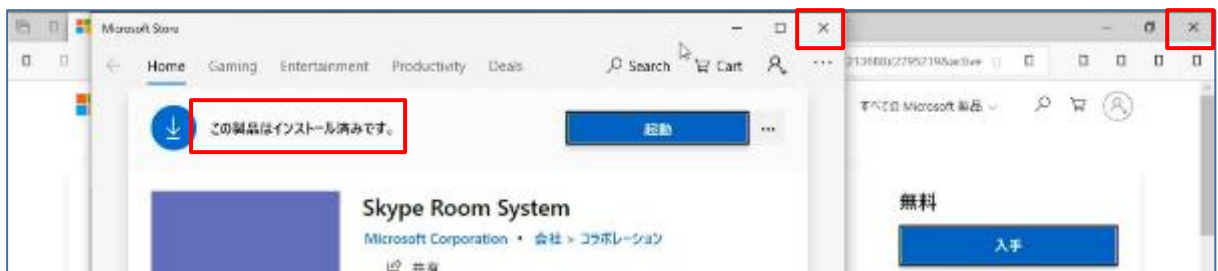 Microsoft Store
Home Gaming Entertainment Productivity Deals Search Cart
この製品はインストール済みです。
起動
Skype Room System
Microsoft Corporation • 会社 > コラボレーション
共有
すべての Microsoft 製品
無料
入手